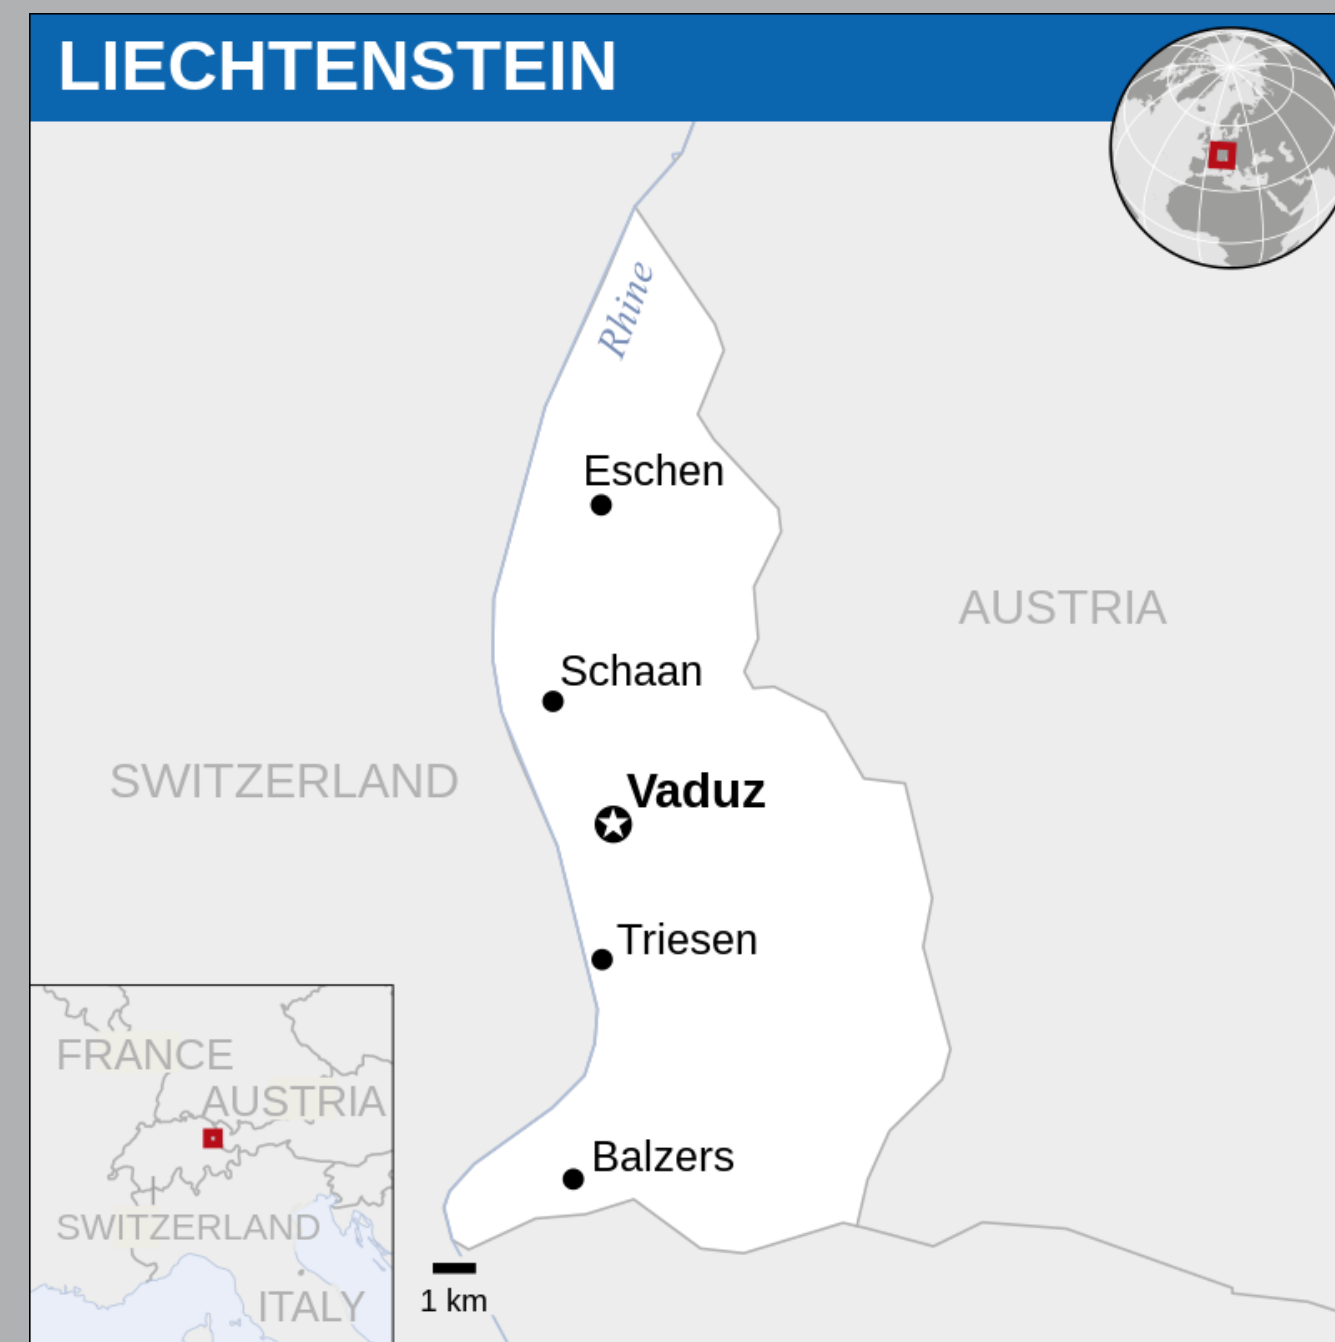 LIECHTENSTEIN
Rhine
Eschen
AUSTRIA
Schaan
SWITZERLAND
Vaduz
Triesen
FRANCE
AUSTRIA
Balzers
SWITZERLAND
ITALY
1 km